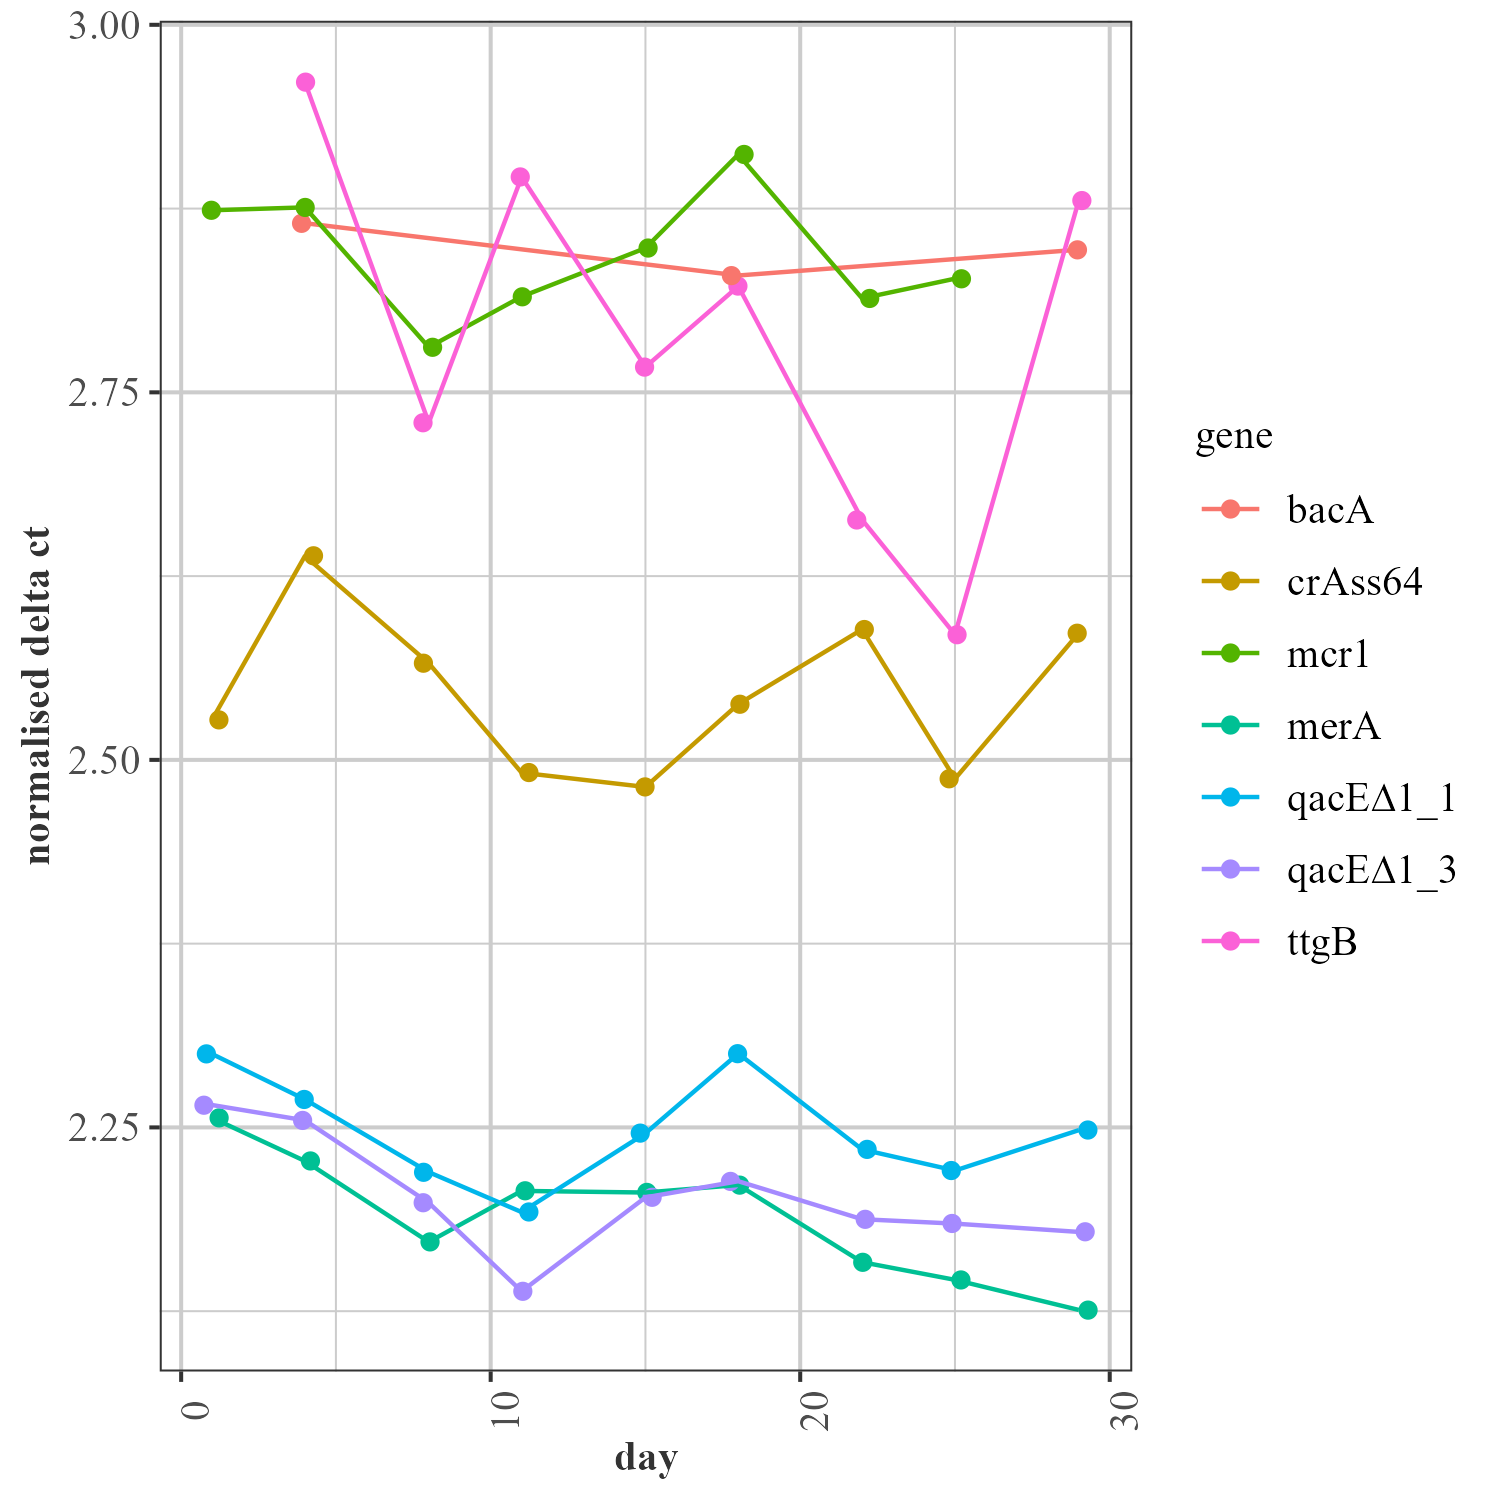 3.00
2.75
2.50
2.25
normalised delta ct
0
10
20
30
day
gene
bacA
crAss64
mcr1
merA
qacEΔ1_1
qacEΔ1_3
ttgB